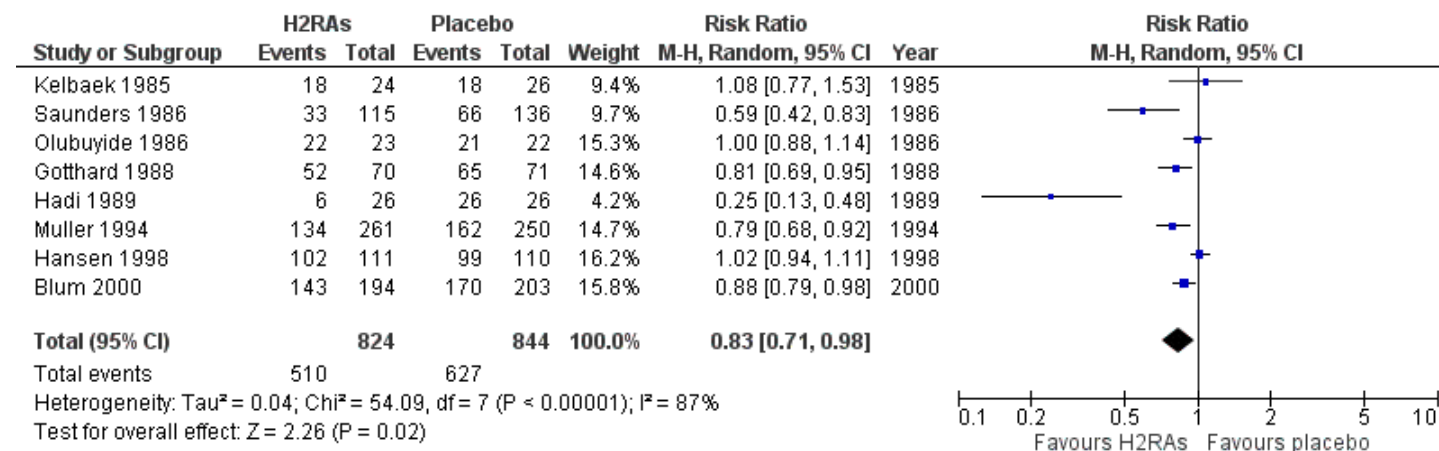 H2RAs Placebo Risk Ratio Risk Ratio
Study or Subgroup Events Total Events Total Weight M-H, Random, 95% CI Year M-H, Random, 95% CI
Kelbaek 1985 18 24 18 26 9.4% 1.08 [0.77, 1.53] 1985
Saunders 1986 33 115 66 136 9.7% 0.59 [0.42, 0.83] 1986
Olubuyide 1986 22 23 21 22 15.3% 1.00 [0.88, 1.14] 1986
Gotthard 1988 52 70 65 71 14.6% 0.81 [0.69, 0.95] 1988
Hadi 1989 6 26 26 26 4.2% 0.25 [0.13, 0.48] 1989
Muller 1994 134 261 162 250 14.7% 0.79 [0.68, 0.92] 1994
Hansen 1998 102 111 99 110 16.2% 1.02 [0.94, 1.11] 1998
Blum 2000 143 194 170 203 15.8% 0.88 [0.79, 0.98] 2000
Total (95% CI) 824 844 100.0% 0.83 [0.71, 0.98]
Total events 510 627
Heterogeneity: Tau² = 0.04; Chi² = 54.09, df = 7 (P < 0.00001); I² = 87%
Test for overall effect: Z = 2.26 (P = 0.02)
0.1 0.2 0.5 1 2 5 10
Favours H2RAs Favours placebo